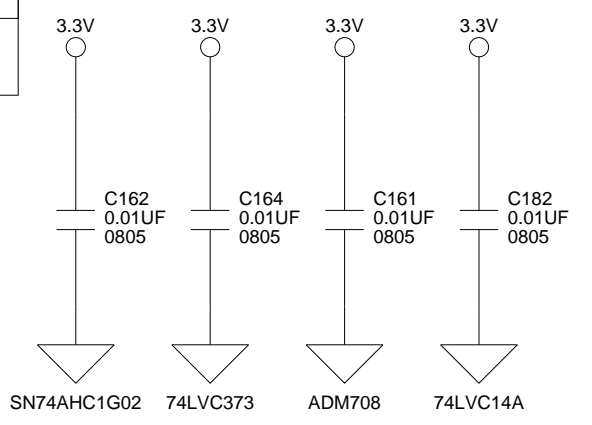 3.3V 3.3V 3.3V 3.3V
C162 C164 C161 C182
0.01UF 0.01UF 0.01UF 0.01UF
0805 0805 0805 0805
SN74AHC1G02 74LVC373 ADM708 74LVC14A